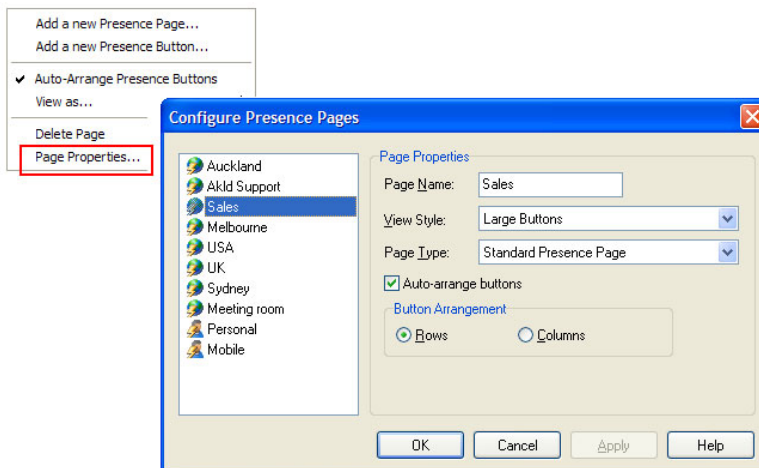 Add a new Presence Page...
Add a new Presence Button...
Auto-Arrange Presence Buttons
View as...
Delete Page
Page Properties...
Configure Presence Pages
Auckland
Akld Support
Sales
Melbourne
USA
UK
Sydney
Meeting room
Personal
Mobile
Page Properties
Page Name: Sales
View Style: Large Buttons
Page Type: Standard Presence Page
Auto-arrange buttons
Button Arrangement
Rows Columns
OK Cancel Apply Help